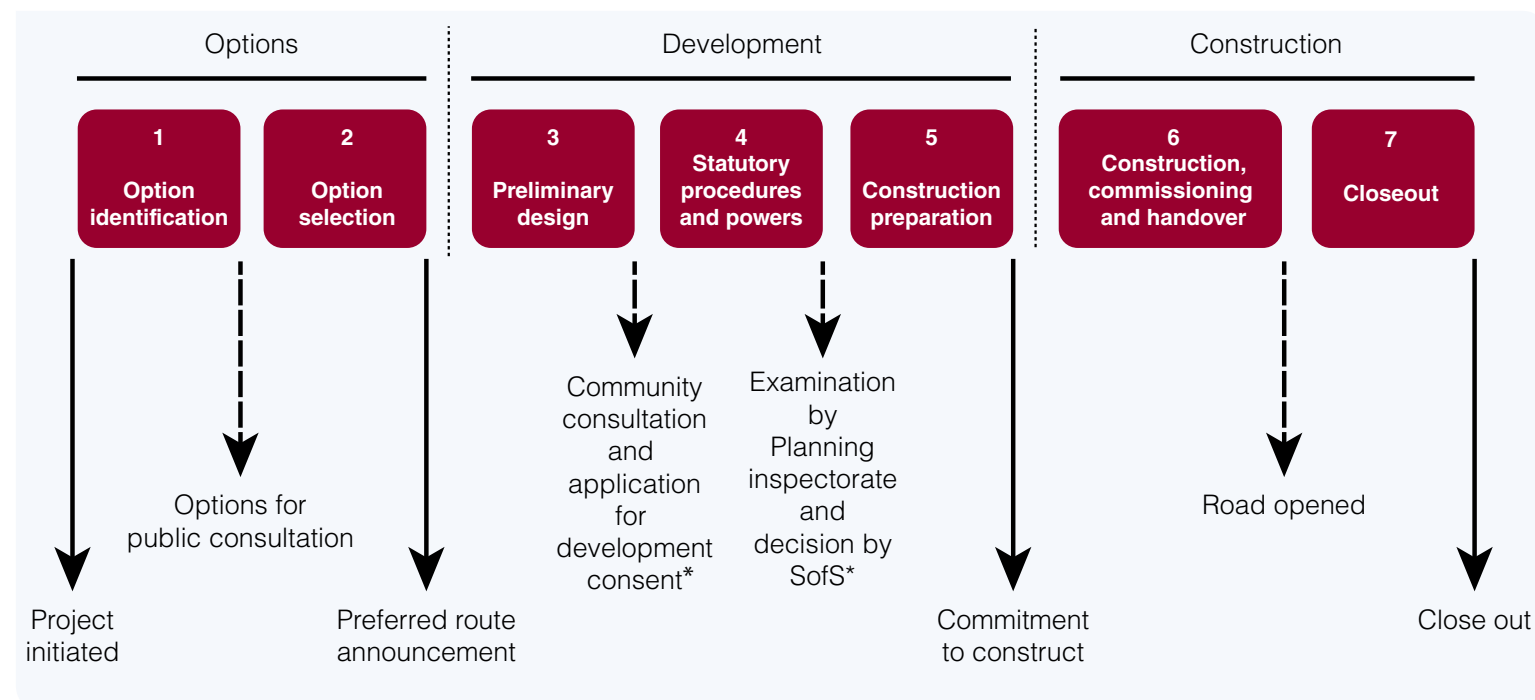 Options
Development
Construction
1
Option
identification
2
Option
selection
3
Preliminary
design
4
Statutory
procedures
and powers
5
Construction
preparation
6
Construction,
commissioning
and handover
7
Closeout
Project
initiated
Options for
public consultation
Preferred route
announcement
Community
consultation
and
application
for
development
consent*
Examination
by
Planning
inspectorate
and
decision by
SofS*
Commitment
to construct
Road opened
Close out